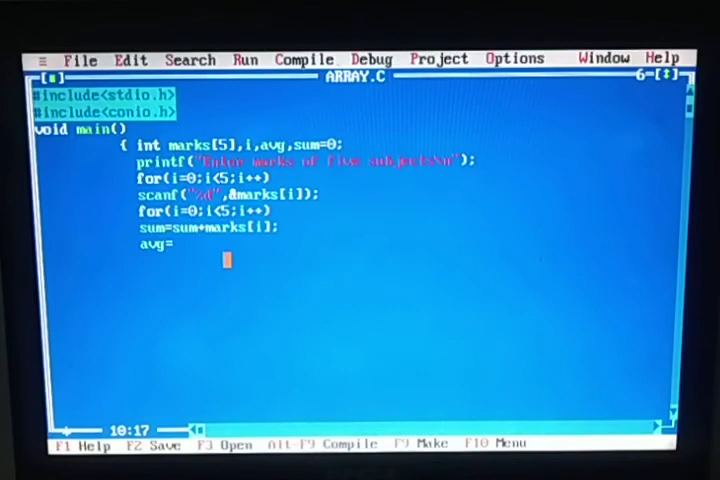 ≡ File Edit Search Run Compile Debug Project Options Window Help
[■] ARRAY.C 6=[↕]
#include<stdio.h>
#include<conio.h>
void main()
{ int marks[5],i,avg,sum=0;
printf("Enter marks of five subjects\n");
for(i=0;i<5;i++)
scanf("%d",&marks[i]);
for(i=0;i<5;i++)
sum=sum+marks[i];
avg=
10:17
F1 Help F2 Save F3 Open Alt-F9 Compile F9 Make F10 Menu